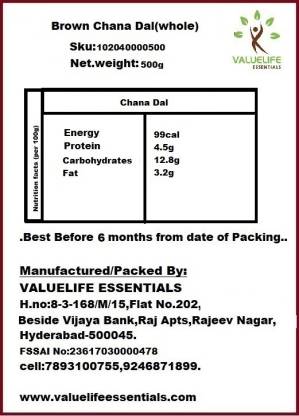 Brown Chana Dal(whole)
Sku:102040000500
Net.weight: 500g
VALUELIFE
ESSENTIALS
Chana Dal
Nutrition facts (per 100g)
Energy 99cal
Protein 4.5g
Carbohydrates 12.8g
Fat 3.2g
.Best Before 6 months from date of Packing..
Manufactured/Packed By:
VALUELIFE ESSENTIALS
H.no:8-3-168/M/15,Flat No.202,
Beside Vijaya Bank,Raj Apts,Rajeev Nagar,
Hyderabad-500045.
FSSAI No:23617030000478
cell:7893100755,9246871899.
www.valuelifeessentials.com